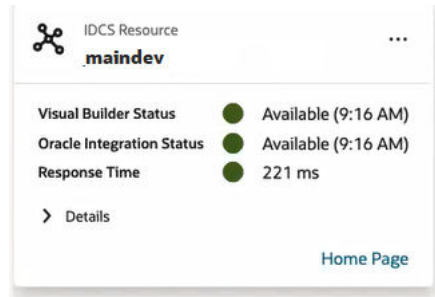 IDCS Resource
...
_maindev
Visual Builder Status Available (9:16 AM)
Oracle Integration Status Available (9:16 AM)
Response Time 221 ms
Details
Home Page